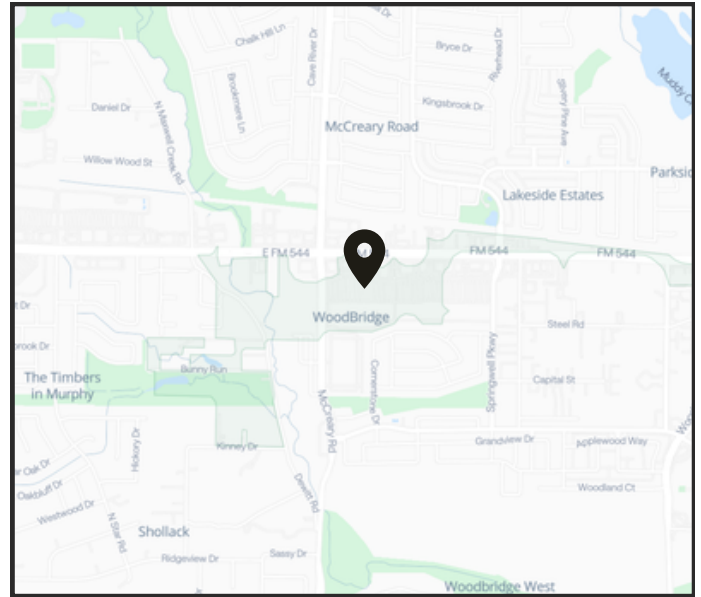 Chalk Hill Ln
Cave River Dr
Bryce Dr
Riverhead Dr
Brookmere Ln
Kingsbrook Dr
Daniel Dr
N Maxwell Creek Rd
McCreary Road
Willow Wood St
Lakeside Estates
E FM 544
FM 544
FM 544
WoodBridge
Steel Rd
The Timbers
in Murphy
Bunny Run
Cornerstone Dr
Springwell Pkwy
Capital St
McCreary Rd
Hickory Dr
Kinney Dr
Grandview Dr
Applewood Way
Oakbluff Dr
Westwood Dr
N Star Rd
Dewitt Rd
Woodland Ct
Shollack
Ridgeview Dr
Sassy Dr
Woodbridge West